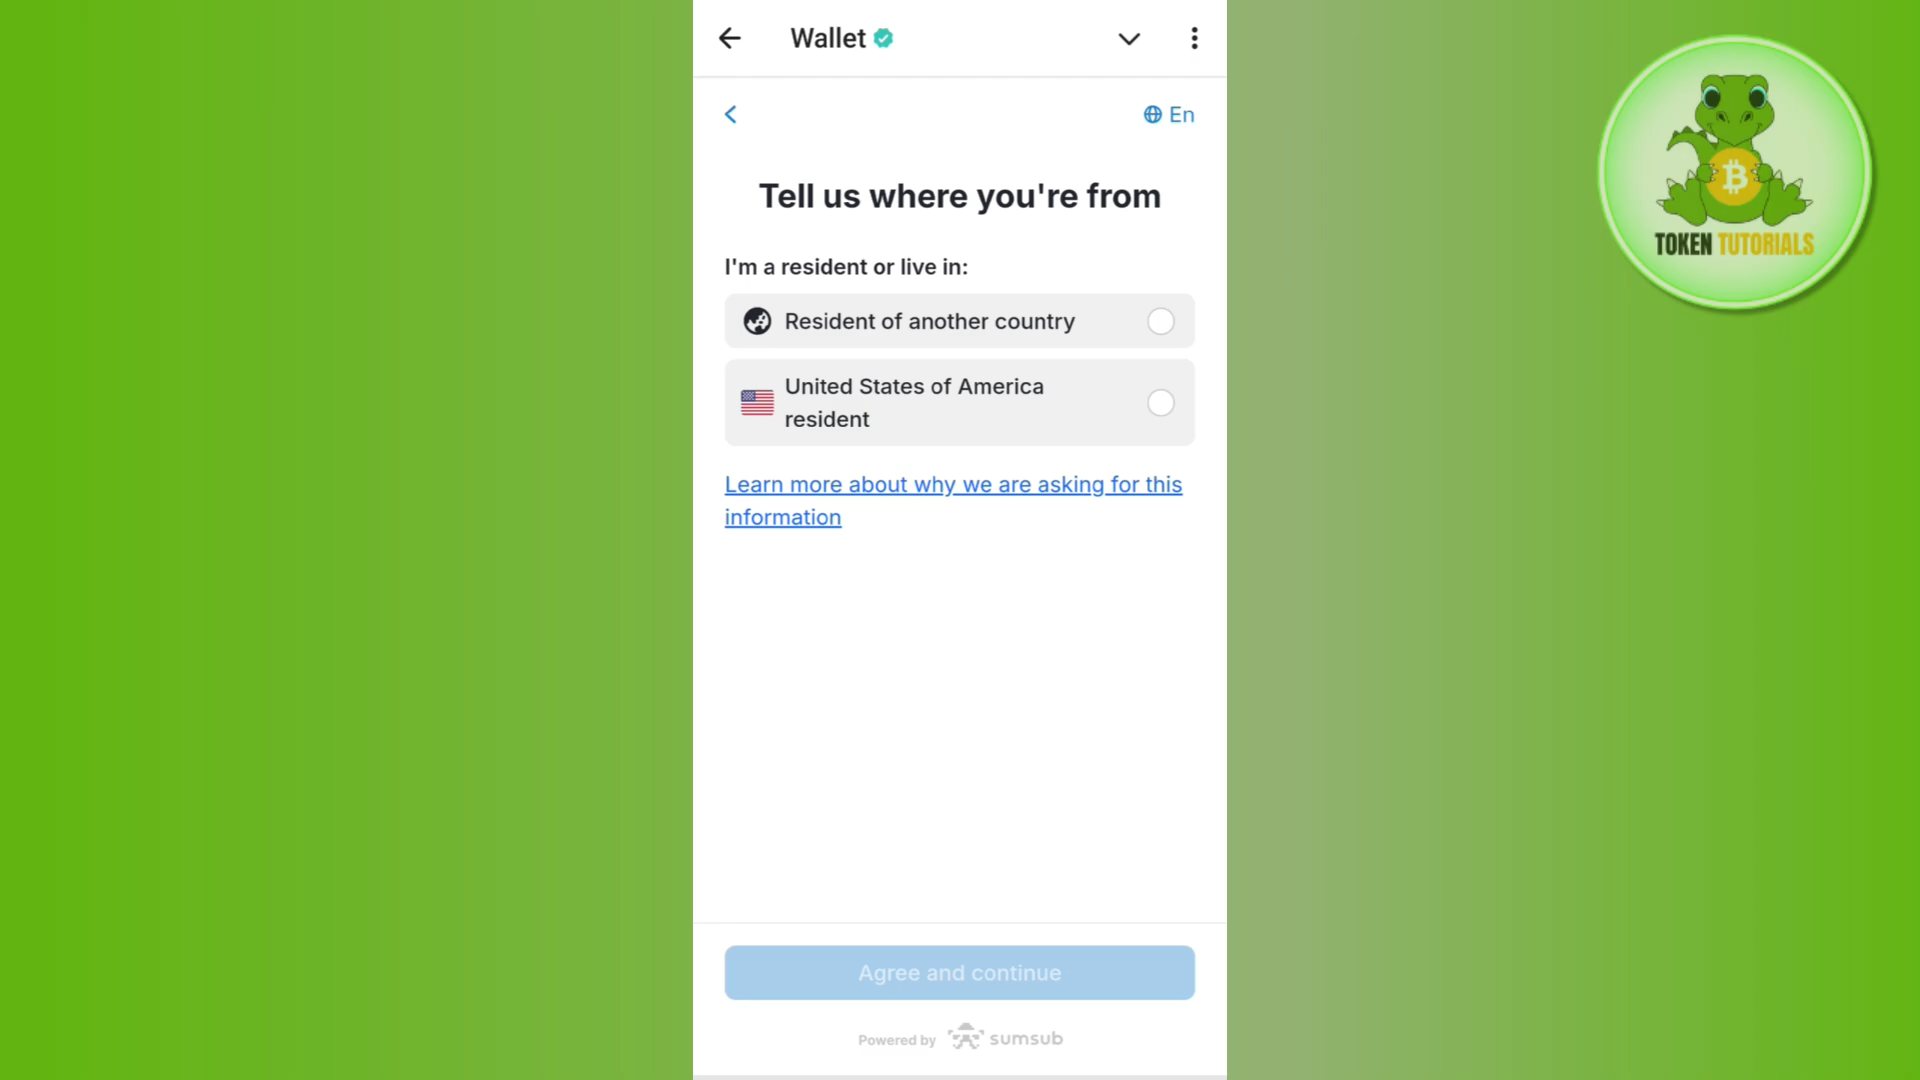 Wallet
En
Tell us where you're from
I'm a resident or live in:
Resident of another country
United States of America
resident
Learn more about why we are asking for this
information
Agree and continue
Powered by sumsub
TOKEN TUTORIALS